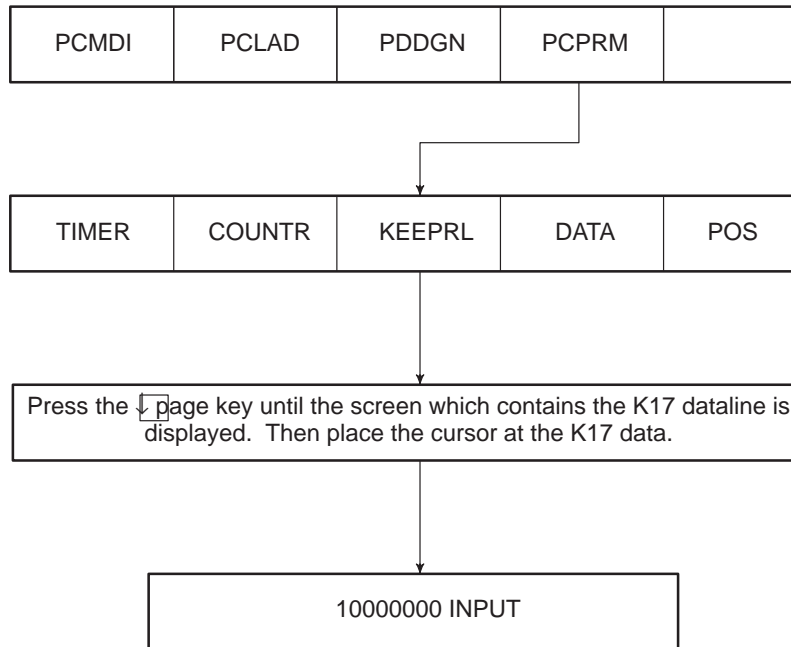 PCMDI PCLAD PDDGN PCPRM
TIMER COUNTR KEEPRL DATA POS
Press the ↓ page key until the screen which contains the K17 dataline is
displayed. Then place the cursor at the K17 data.
10000000 INPUT